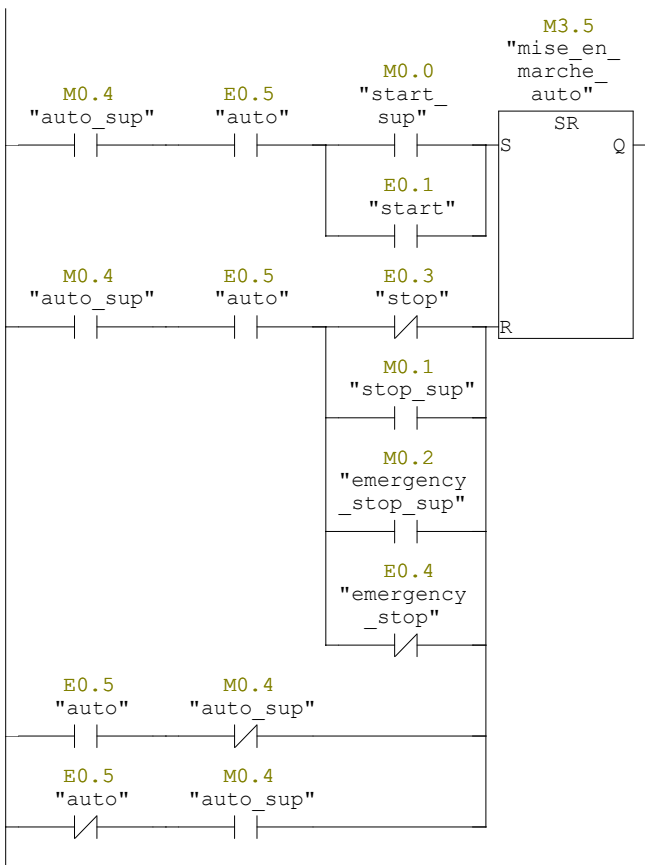 M3.5
"mise_en_
marche_
auto"
M0.0
"start_
sup"
M0.4
"auto_sup"
E0.5
"auto"
SR
S
Q
E0.1
"start"
M0.4
"auto_sup"
E0.5
"auto"
E0.3
"stop"
R
M0.1
"stop_sup"
M0.2
"emergency
_stop_sup"
E0.4
"emergency
_stop"
E0.5
"auto"
M0.4
"auto_sup"
E0.5
"auto"
M0.4
"auto_sup"